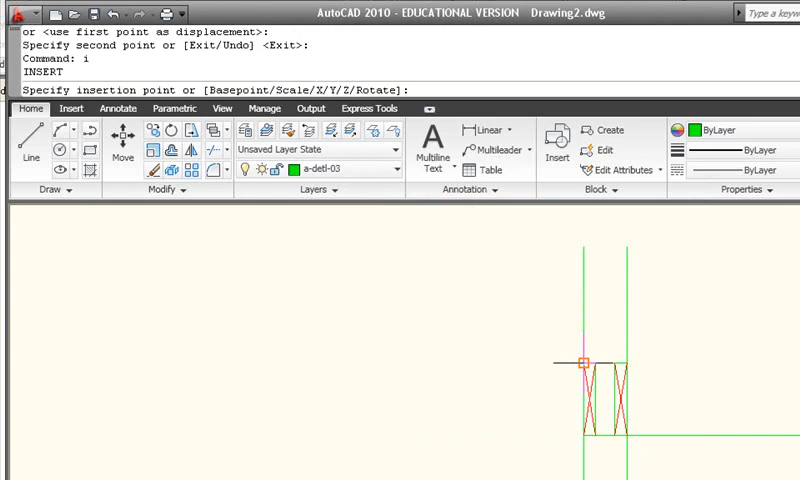 AutoCAD 2010 - EDUCATIONAL VERSION Drawing2.dwg
Type a keyw
or <use first point as displacement>:
Specify second point or [Exit/Undo] <Exit>:
Command: i
INSERT
Specify insertion point or [Basepoint/Scale/X/Y/Z/Rotate]:
Home Insert Annotate Parametric View Manage Output Express Tools
Line
Move
Unsaved Layer State
a-detl-03
Multiline
Text
Linear
Multileader
Table
Insert
Create
Edit
Edit Attributes
ByLayer
ByLayer
ByLayer
Draw Modify Layers Annotation Block Properties